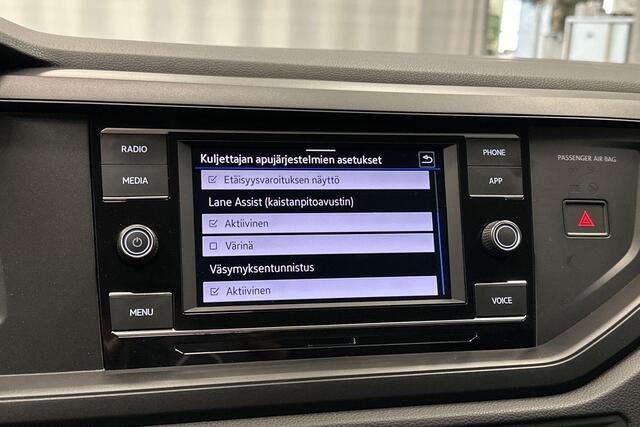 RADIO
MEDIA
MENU
Kuljettajan apujärjestelmien asetukset
Etäisyysvaroituksen näyttö
Lane Assist (kaistanpitoavustin)
Aktiivinen
Värinä
Väsymyksentunnistus
Aktiivinen
PHONE
APP
VOICE
PASSENGER AIR BAG